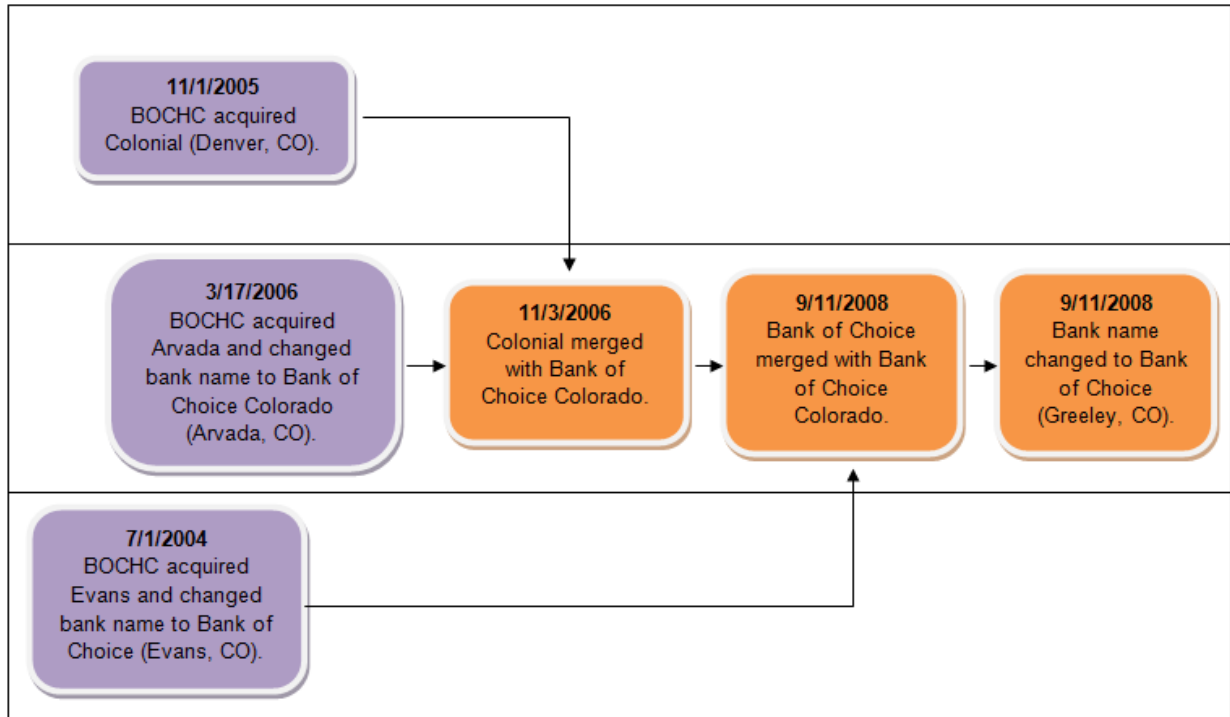 11/1/2005
BOCHC acquired
Colonial (Denver, CO).
3/17/2006
BOCHC acquired
Arvada and changed
bank name to Bank of
Choice Colorado
(Arvada, CO).
11/3/2006
Colonial merged
with Bank of
Choice Colorado.
9/11/2008
Bank of Choice
merged with Bank
of Choice
Colorado.
9/11/2008
Bank name
changed to Bank
of Choice
(Greeley, CO).
7/1/2004
BOCHC acquired
Evans and changed
bank name to Bank of
Choice (Evans, CO).